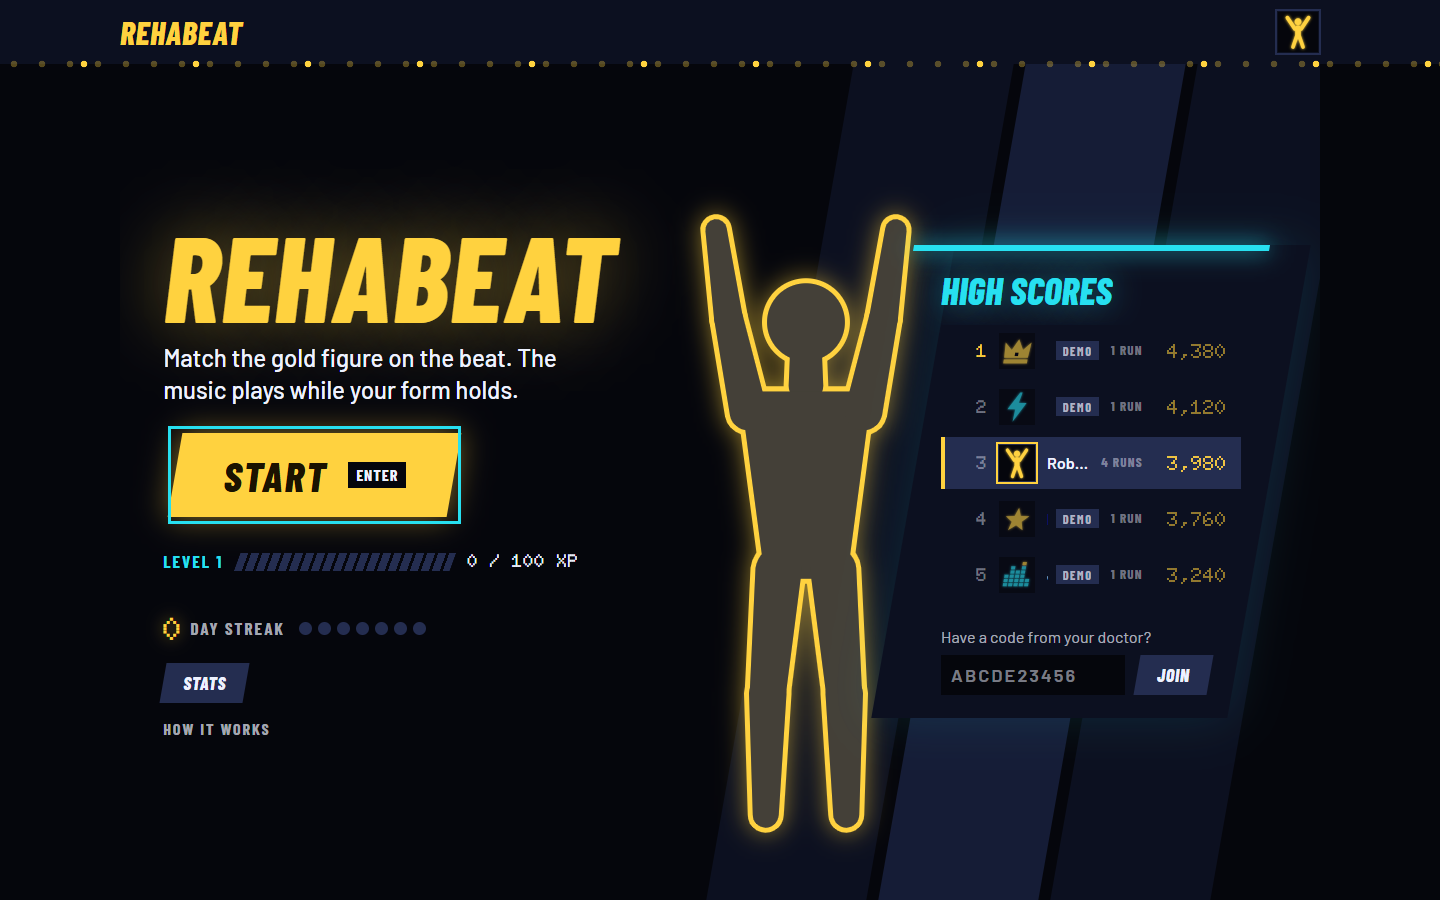 REHABEAT
REHABEAT
Match the gold figure on the beat. The
music plays while your form holds.
START ENTER
LEVEL 1 0 / 100 XP
0 DAY STREAK
STATS
HOW IT WORKS
HIGH SCORES
1 DEMO 1 RUN 4,380
2 DEMO 1 RUN 4,120
3 Rob... 4 RUNS 3,980
4 DEMO 1 RUN 3,760
5 DEMO 1 RUN 3,240
Have a code from your doctor?
ABCDE23456 JOIN